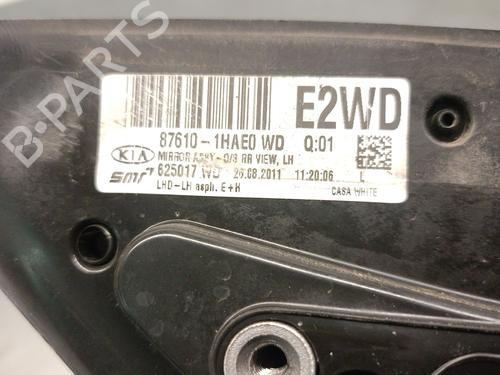 E2WD
87610-1HAE0 WD Q:01
KIA MIRROR ASSY-O/S RR VIEW, LH
smr 625017 WD 26.08.2011 11:20:06 L
LHD-LH asph. E+H CASA WHITE
B-PARTS